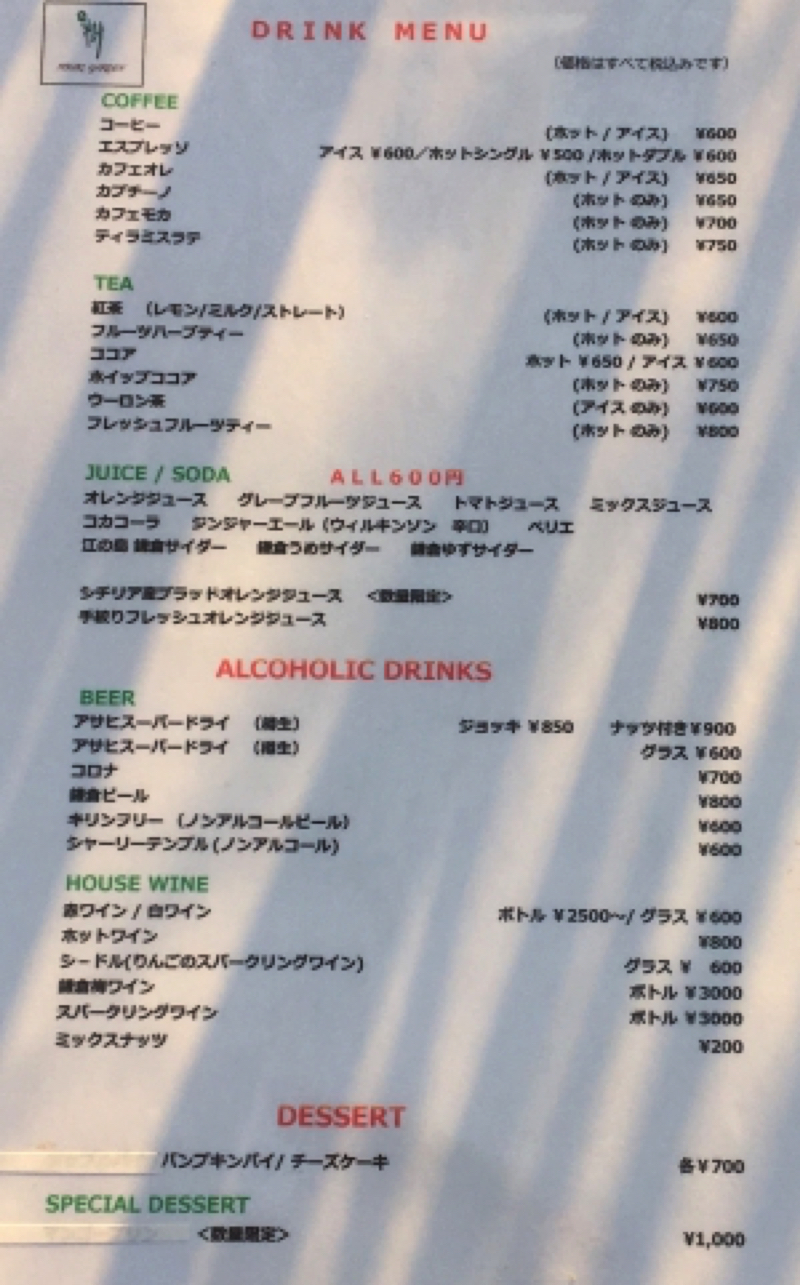 DRINK MENU
(価格はすべて税込みです)
COFFEE
コーヒー (ホット / アイス) ¥600
エスプレッソ アイス ¥600／ホットシングル ¥500 /ホットダブル ¥600
カフェオレ (ホット / アイス) ¥650
カプチーノ (ホット のみ) ¥650
カフェモカ (ホット のみ) ¥700
ティラミスラテ (ホット のみ) ¥750
TEA
紅茶 (レモン/ミルク/ストレート) (ホット / アイス) ¥600
フルーツハーブティー (ホット のみ) ¥650
ココア ホット ¥650 / アイス ¥600
ホイップココア (ホット のみ) ¥750
ウーロン茶 (アイス のみ) ¥600
フレッシュフルーツティー (ホット のみ) ¥800
JUICE / SODA ALL600円
オレンジジュース グレープフルーツジュース トマトジュース ミックスジュース
コカコーラ ジンジャーエール（ウィルキンソン 辛口） ペリエ
江の島 鎌倉サイダー 鎌倉うめサイダー 鎌倉ゆずサイダー
シチリア産ブラッドオレンジジュース <数量限定> ¥700
手絞りフレッシュオレンジジュース ¥800
ALCOHOLIC DRINKS
BEER
アサヒスーパードライ (樽生) ジョッキ ¥850 ナッツ付き¥900
アサヒスーパードライ (樽生) グラス ¥600
コロナ ¥700
鎌倉ビール ¥800
キリンフリー (ノンアルコールビール) ¥600
シャーリーテンプル(ノンアルコール) ¥600
HOUSE WINE
赤ワイン / 白ワイン ボトル ¥2500～/ グラス ¥600
ホットワイン ¥800
シードル(りんごのスパークリングワイン) グラス ¥ 600
鎌倉梅ワイン ボトル ¥3000
スパークリングワイン ボトル ¥3000
ミックスナッツ ¥200
DESSERT
パンプキンパイ/ チーズケーキ 各¥700
SPECIAL DESSERT
<数量限定> ¥1,000